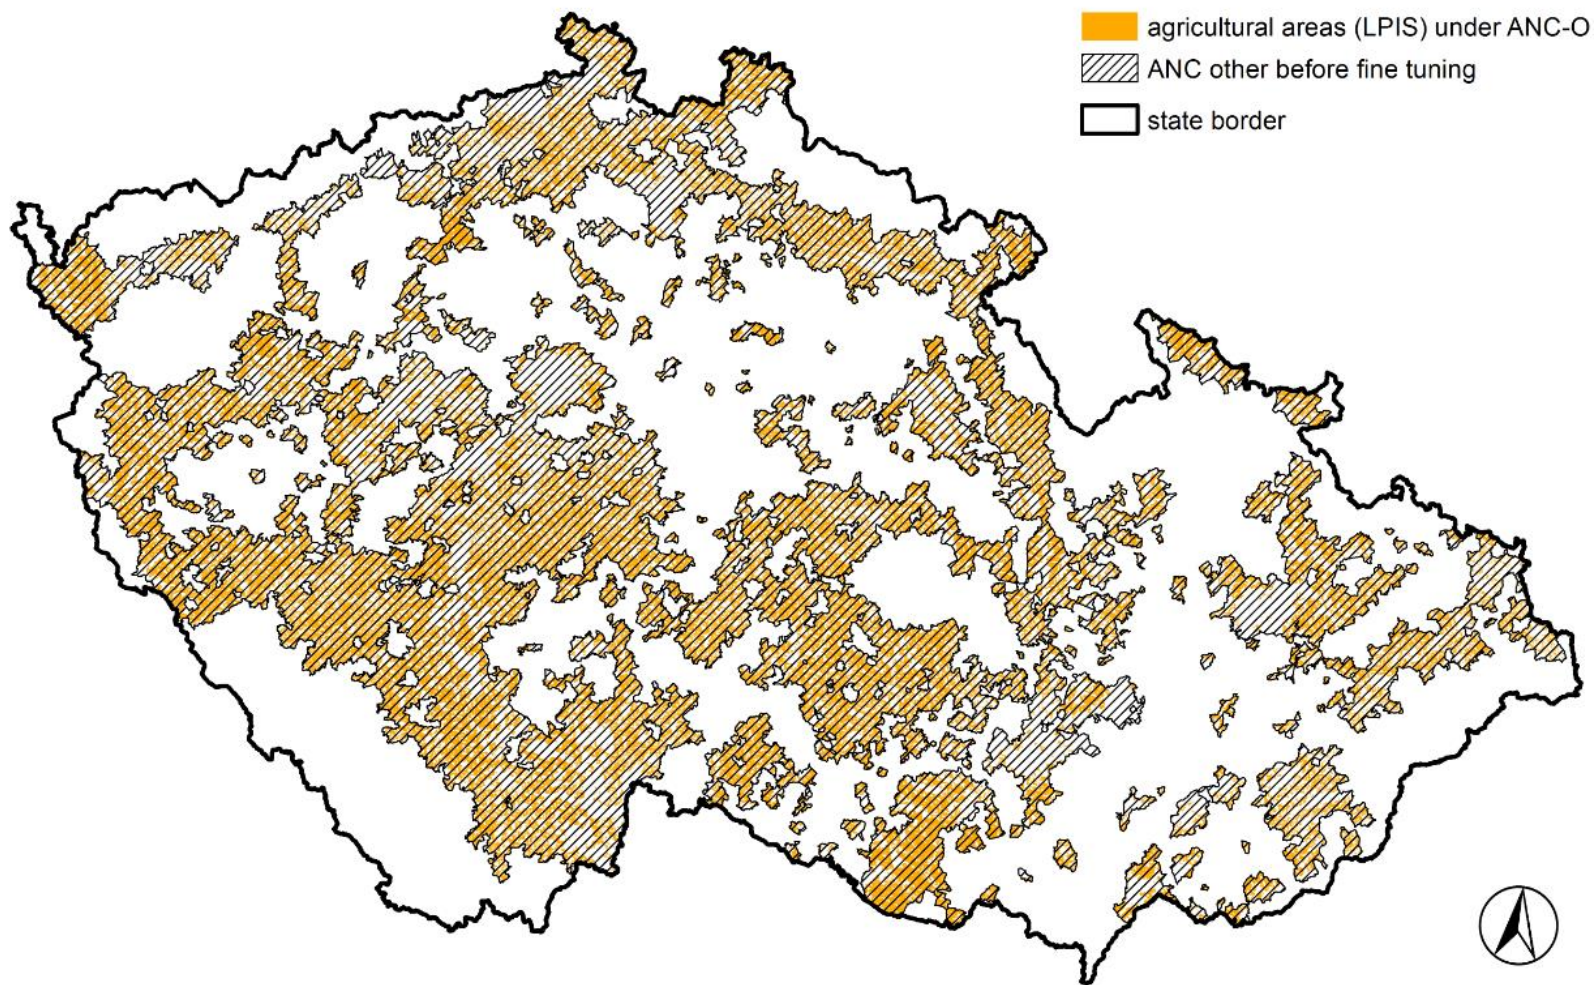 agricultural areas (LPIS) under ANC-O
ANC other before fine tuning
state border